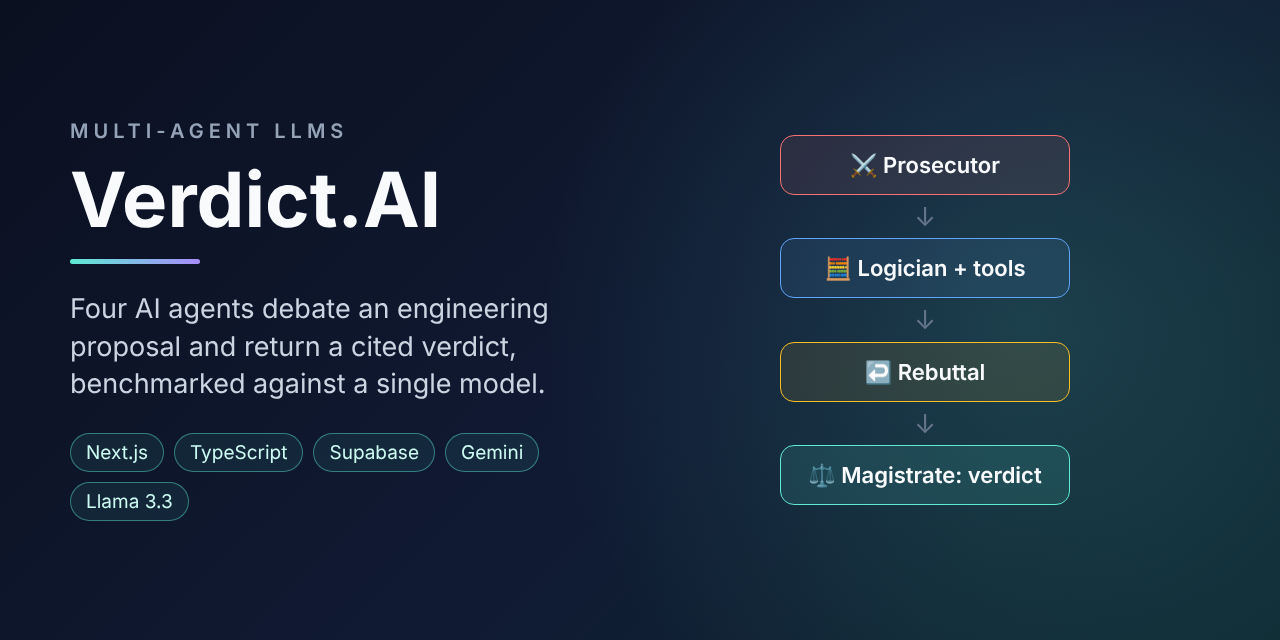 MULTI-AGENT LLMS
Verdict.AI
Four AI agents debate an engineering
proposal and return a cited verdict,
benchmarked against a single model.
Next.js TypeScript Supabase Gemini
Llama 3.3
⚔️ Prosecutor
↓
🧮 Logician + tools
↓
↩️ Rebuttal
↓
⚖️ Magistrate: verdict